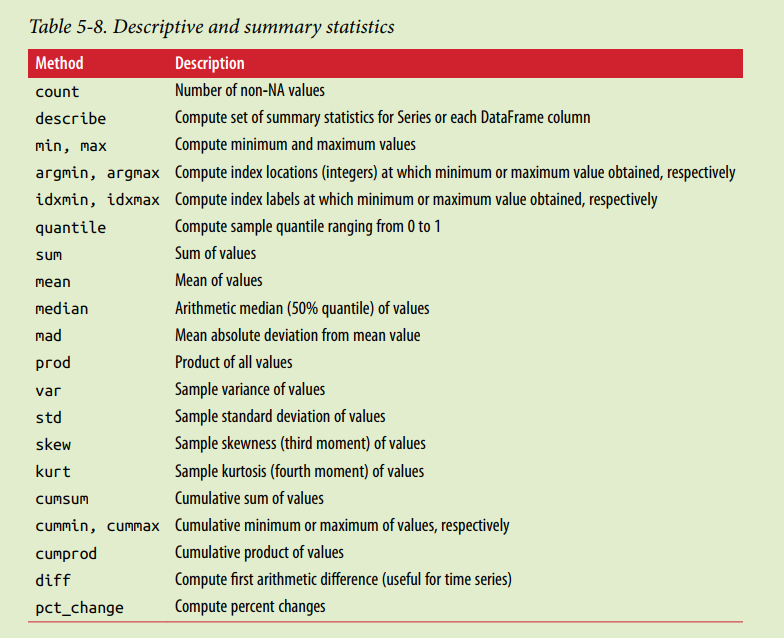 Table 5-8. Descriptive and summary statistics
Method Description
count Number of non-NA values
describe Compute set of summary statistics for Series or each DataFrame column
min, max Compute minimum and maximum values
argmin, argmax Compute index locations (integers) at which minimum or maximum value obtained, respectively
idxmin, idxmax Compute index labels at which minimum or maximum value obtained, respectively
quantile Compute sample quantile ranging from 0 to 1
sum Sum of values
mean Mean of values
median Arithmetic median (50% quantile) of values
mad Mean absolute deviation from mean value
prod Product of all values
var Sample variance of values
std Sample standard deviation of values
skew Sample skewness (third moment) of values
kurt Sample kurtosis (fourth moment) of values
cumsum Cumulative sum of values
cummin, cummax Cumulative minimum or maximum of values, respectively
cumprod Cumulative product of values
diff Compute first arithmetic difference (useful for time series)
pct_change Compute percent changes